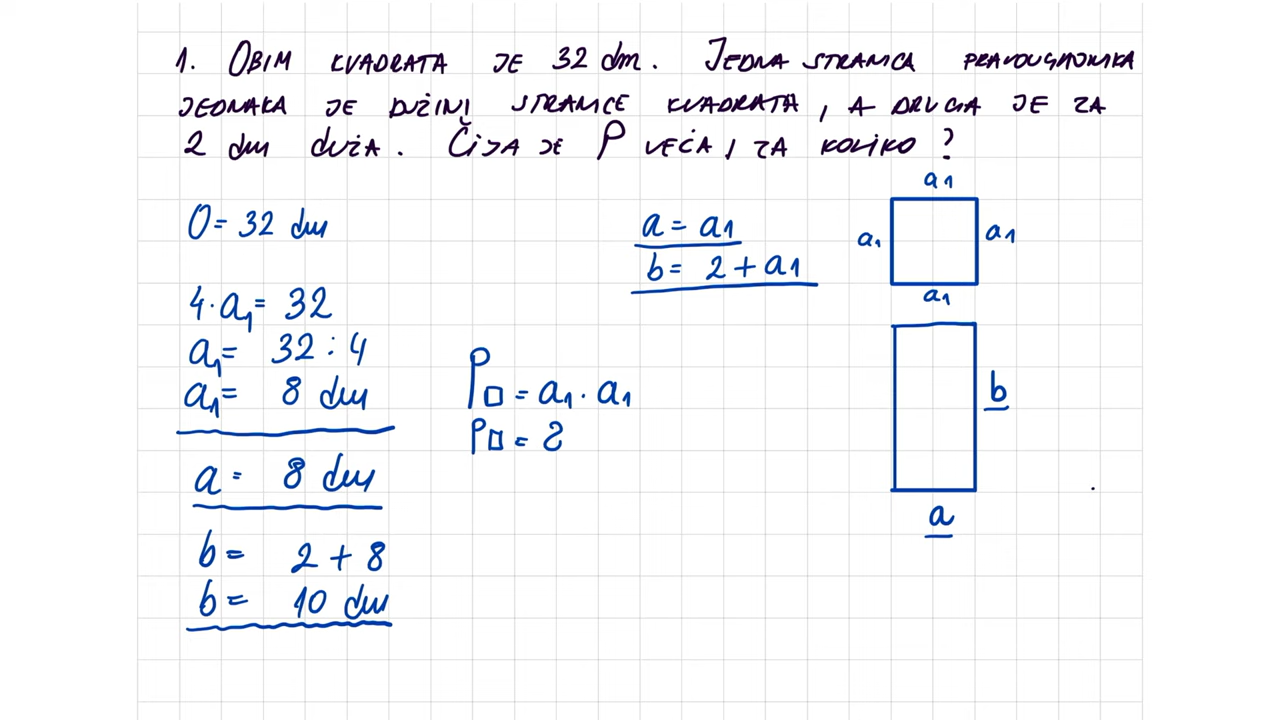 1. OBIM KVADRATA JE 32 dm. JEDNA STRANICA PRAVOUGAONIKA
JEDNAKA JE DUŽINI STRANICE KVADRATA, A DRUGA JE ZA
2 dm DUŽA. ČIJA JE P VEĆA I ZA KOLIKO?
O = 32 dm
4 · a₁ = 32
a₁ = 32 : 4
a₁ = 8 dm
a = 8 dm
b = 2 + 8
b = 10 dm
P□ = a₁ · a₁
P□ = 8
a = a₁
b = 2 + a₁
a₁
a₁
a₁
a₁
b
a